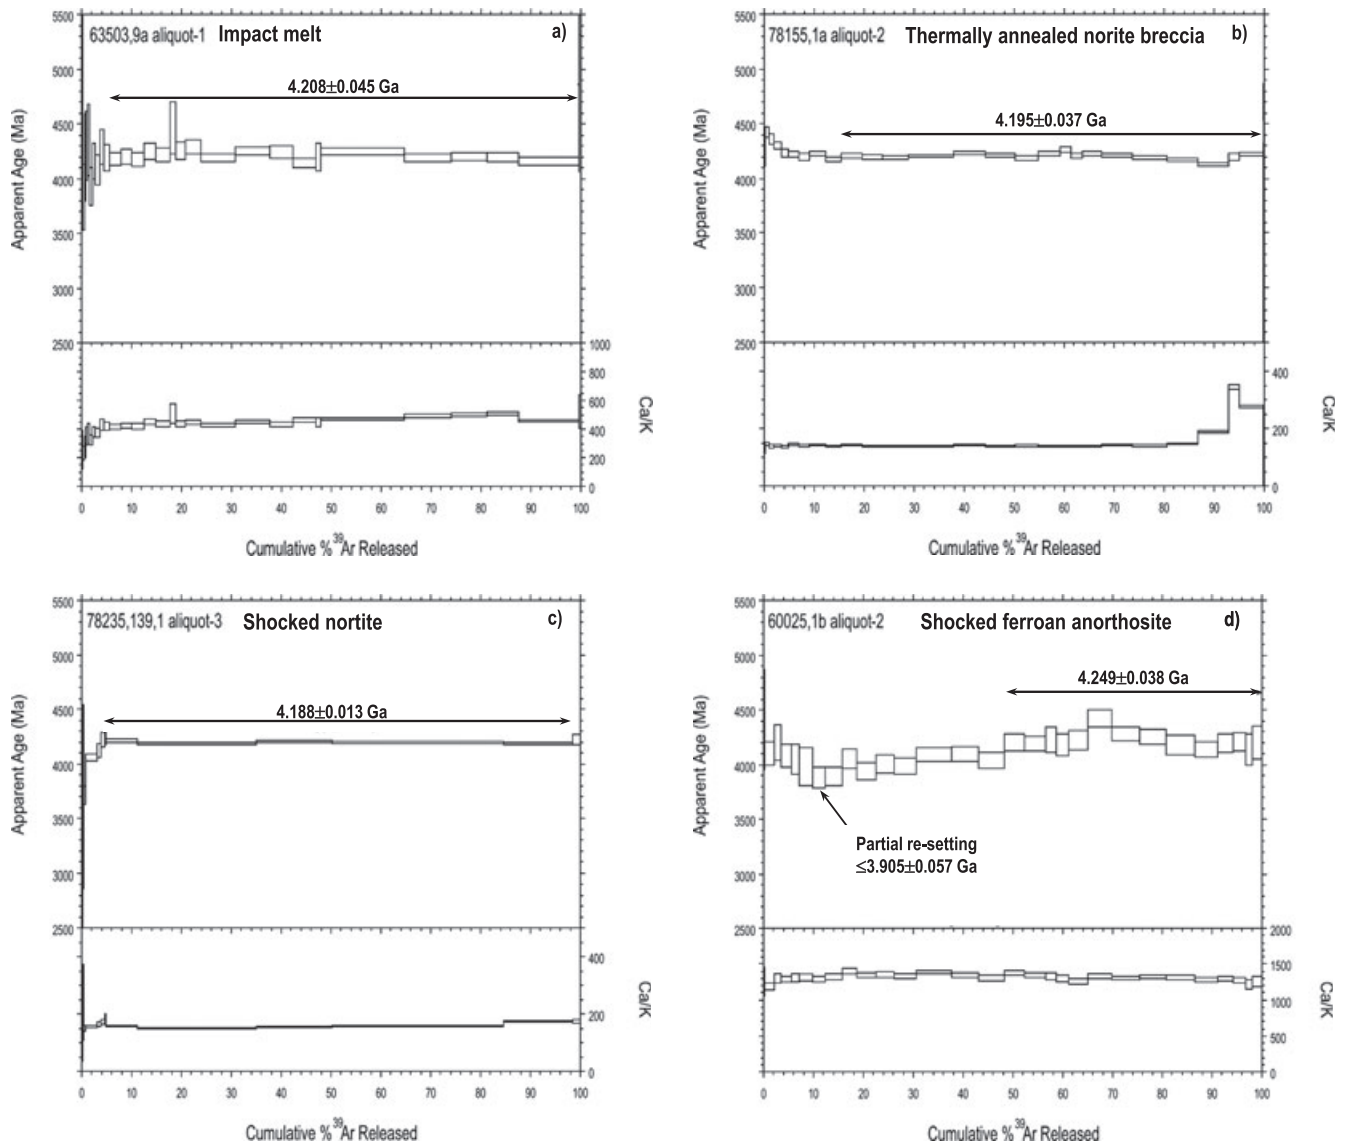 63503,9a aliquot-1 Impact melt a)
4.208±0.045 Ga
Apparent Age (Ma)
5500
5000
4500
4000
3500
3000
2500
1000
800
600
400
200
0
Ca/K
0 10 20 30 40 50 60 70 80 90 100
Cumulative %39Ar Released
78155,1a aliquot-2 Thermally annealed norite breccia b)
4.195±0.037 Ga
Apparent Age (Ma)
5500
5000
4500
4000
3500
3000
2500
400
200
0
Ca/K
0 10 20 30 40 50 60 70 80 90 100
Cumulative %39Ar Released
78235,139,1 aliquot-3 Shocked nortite c)
4.188±0.013 Ga
Apparent Age (Ma)
5500
5000
4500
4000
3500
3000
2500
400
200
0
Ca/K
0 10 20 30 40 50 60 70 80 90 100
Cumulative %39Ar Released
60025,1b aliquot-2 Shocked ferroan anorthosite d)
4.249±0.038 Ga
Partial re-setting
≤3.905±0.057 Ga
Apparent Age (Ma)
5500
5000
4500
4000
3500
3000
2500
2000
1500
1000
500
0
Ca/K
0 10 20 30 40 50 60 70 80 90 100
Cumulative %39Ar Released